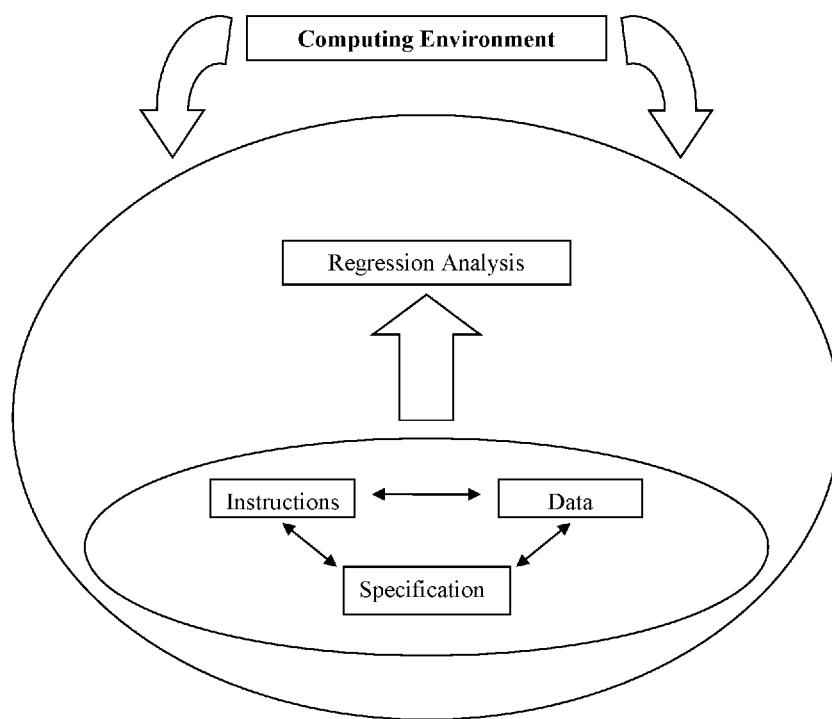 Computing Environment
Regression Analysis
Instructions
Data
Specification